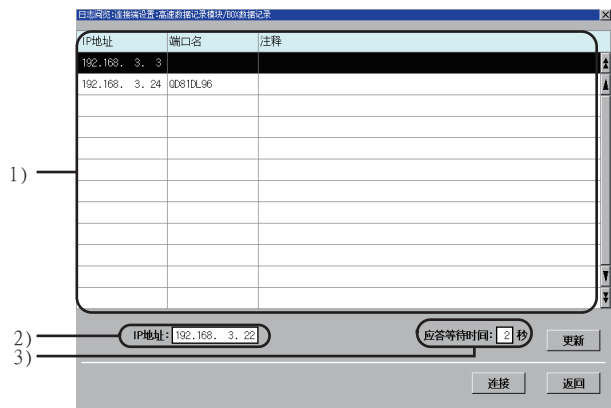 日志阅览:连接端设置:高速数据记录模块/BOX数据记录
IP地址 端口名 注释
192.168. 3. 3
192.168. 3. 24 QD81DL96
1)
2) IP地址: 192.168. 3. 22 应答等待时间: 2 秒 更新
3)
连接 返回